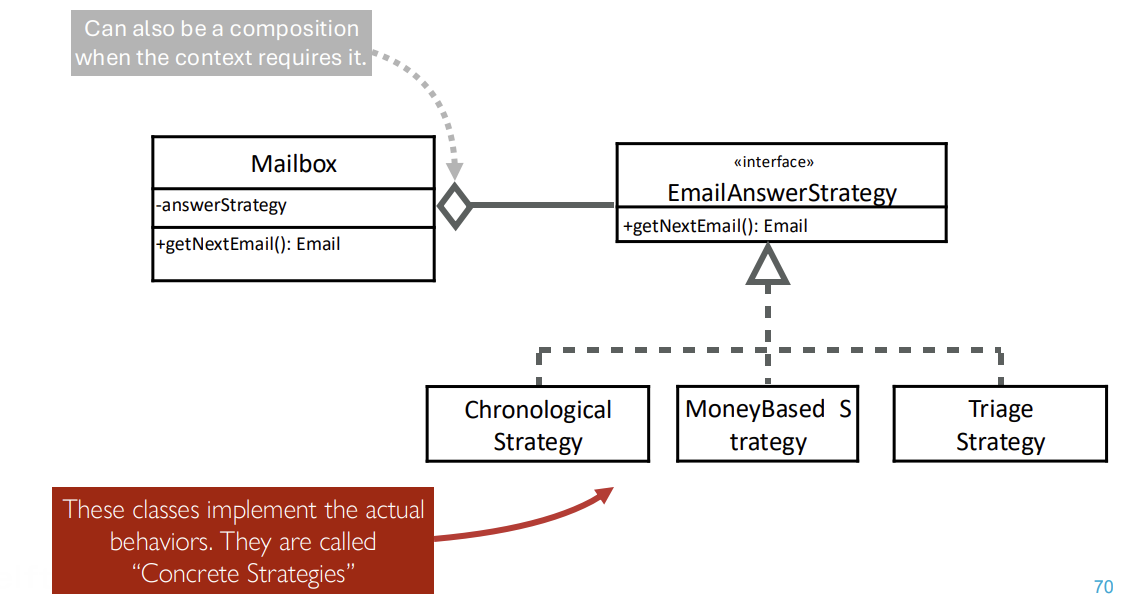 Can also be a composition
when the context requires it.
Mailbox
-answerStrategy
+getNextEmail(): Email
«interface»
EmailAnswerStrategy
+getNextEmail(): Email
Chronological
Strategy
MoneyBased S
trategy
Triage
Strategy
These classes implement the actual
behaviors. They are called
“Concrete Strategies”
70